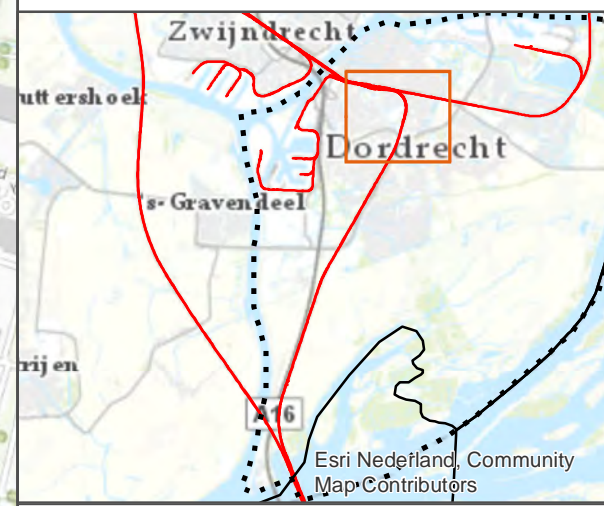 Zwijndrecht
uttershoek
Dordrecht
's-Gravendeel
rijen
A16
Esri Nederland, Community
Map Contributors